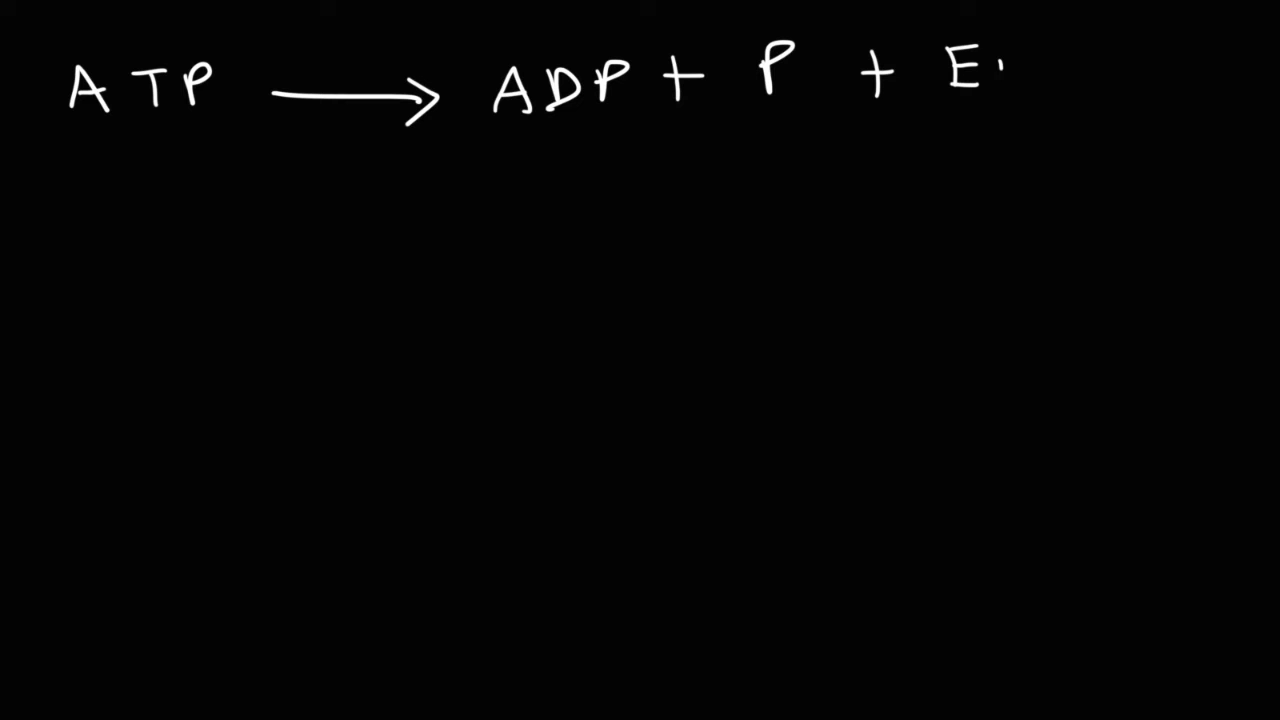 ATP → ADP + P + E